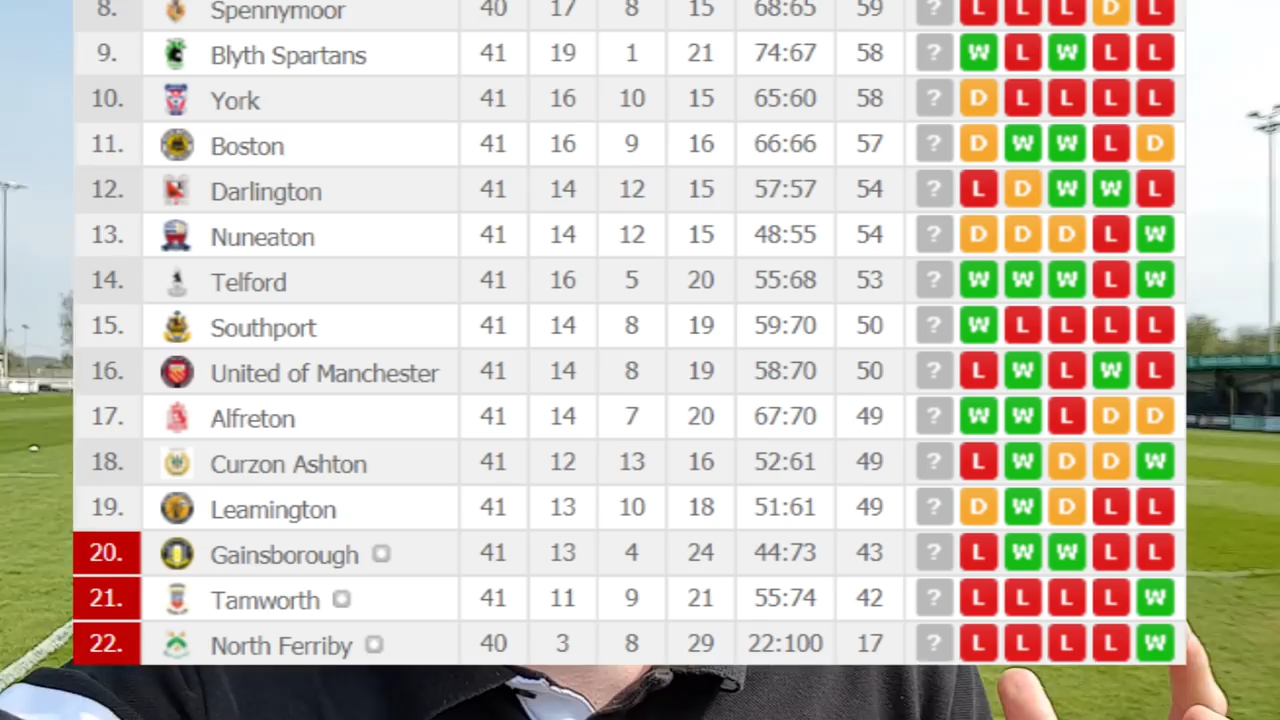 8. Spennymoor 40 17 8 15 68:65 59 ? L L L D L
9. Blyth Spartans 41 19 1 21 74:67 58 ? W L W L L
10. York 41 16 10 15 65:60 58 ? D L L L L
11. Boston 41 16 9 16 66:66 57 ? D W W L D
12. Darlington 41 14 12 15 57:57 54 ? L D W W L
13. Nuneaton 41 14 12 15 48:55 54 ? D D D L W
14. Telford 41 16 5 20 55:68 53 ? W W W L W
15. Southport 41 14 8 19 59:70 50 ? W L L L L
16. United of Manchester 41 14 8 19 58:70 50 ? L W L W L
17. Alfreton 41 14 7 20 67:70 49 ? W W L D D
18. Curzon Ashton 41 12 13 16 52:61 49 ? L W D D W
19. Leamington 41 13 10 18 51:61 49 ? D W D L L
20. Gainsborough 41 13 4 24 44:73 43 ? L W W L L
21. Tamworth 41 11 9 21 55:74 42 ? L L L L W
22. North Ferriby 40 3 8 29 22:100 17 ? L L L L W